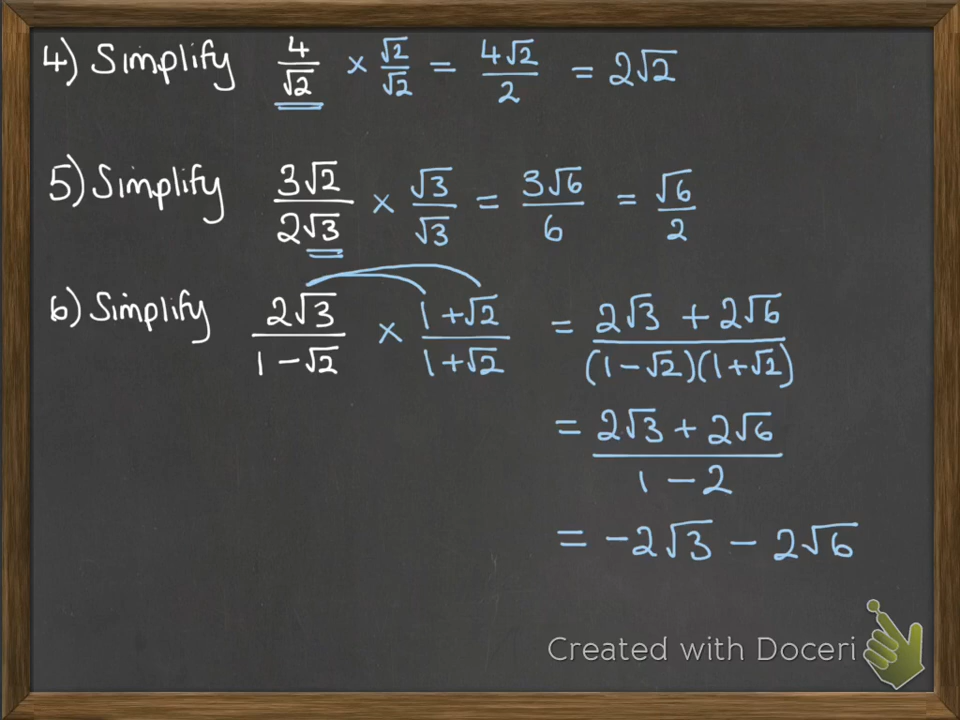 4) Simplify 4/√2 × √2/√2 = 4√2/2 = 2√2
5) Simplify 3√2/2√3 × √3/√3 = 3√6/6 = √6/2
6) Simplify 2√3/1-√2 × 1+√2/1+√2 = 2√3 + 2√6/(1-√2)(1+√2)
= 2√3 + 2√6/1 - 2
= -2√3 - 2√6
Created with Doceri